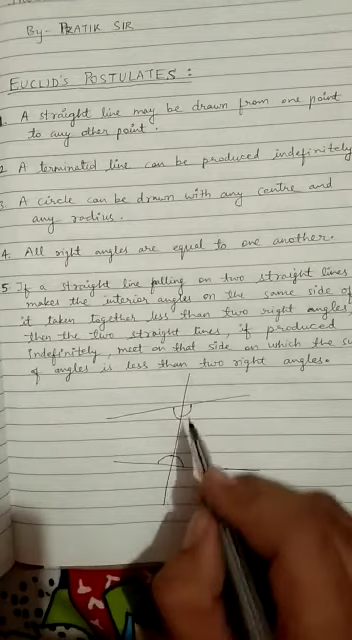 By- PRATIK SIR
EUCLID'S POSTULATES :
1. A straight line may be drawn from one point
to any other point.
2 A terminated line can be produced indefinitely
3. A circle can be drawn with any centre and
any radius.
4. All right angles are equal to one another.
5 If a straight line falling on two straight lines
makes the interior angles on the same side of
it taken together less than two right angles,
then the two straight lines, if produced
indefinitely, meet on that side on which the su
of angles is less than two right angles.